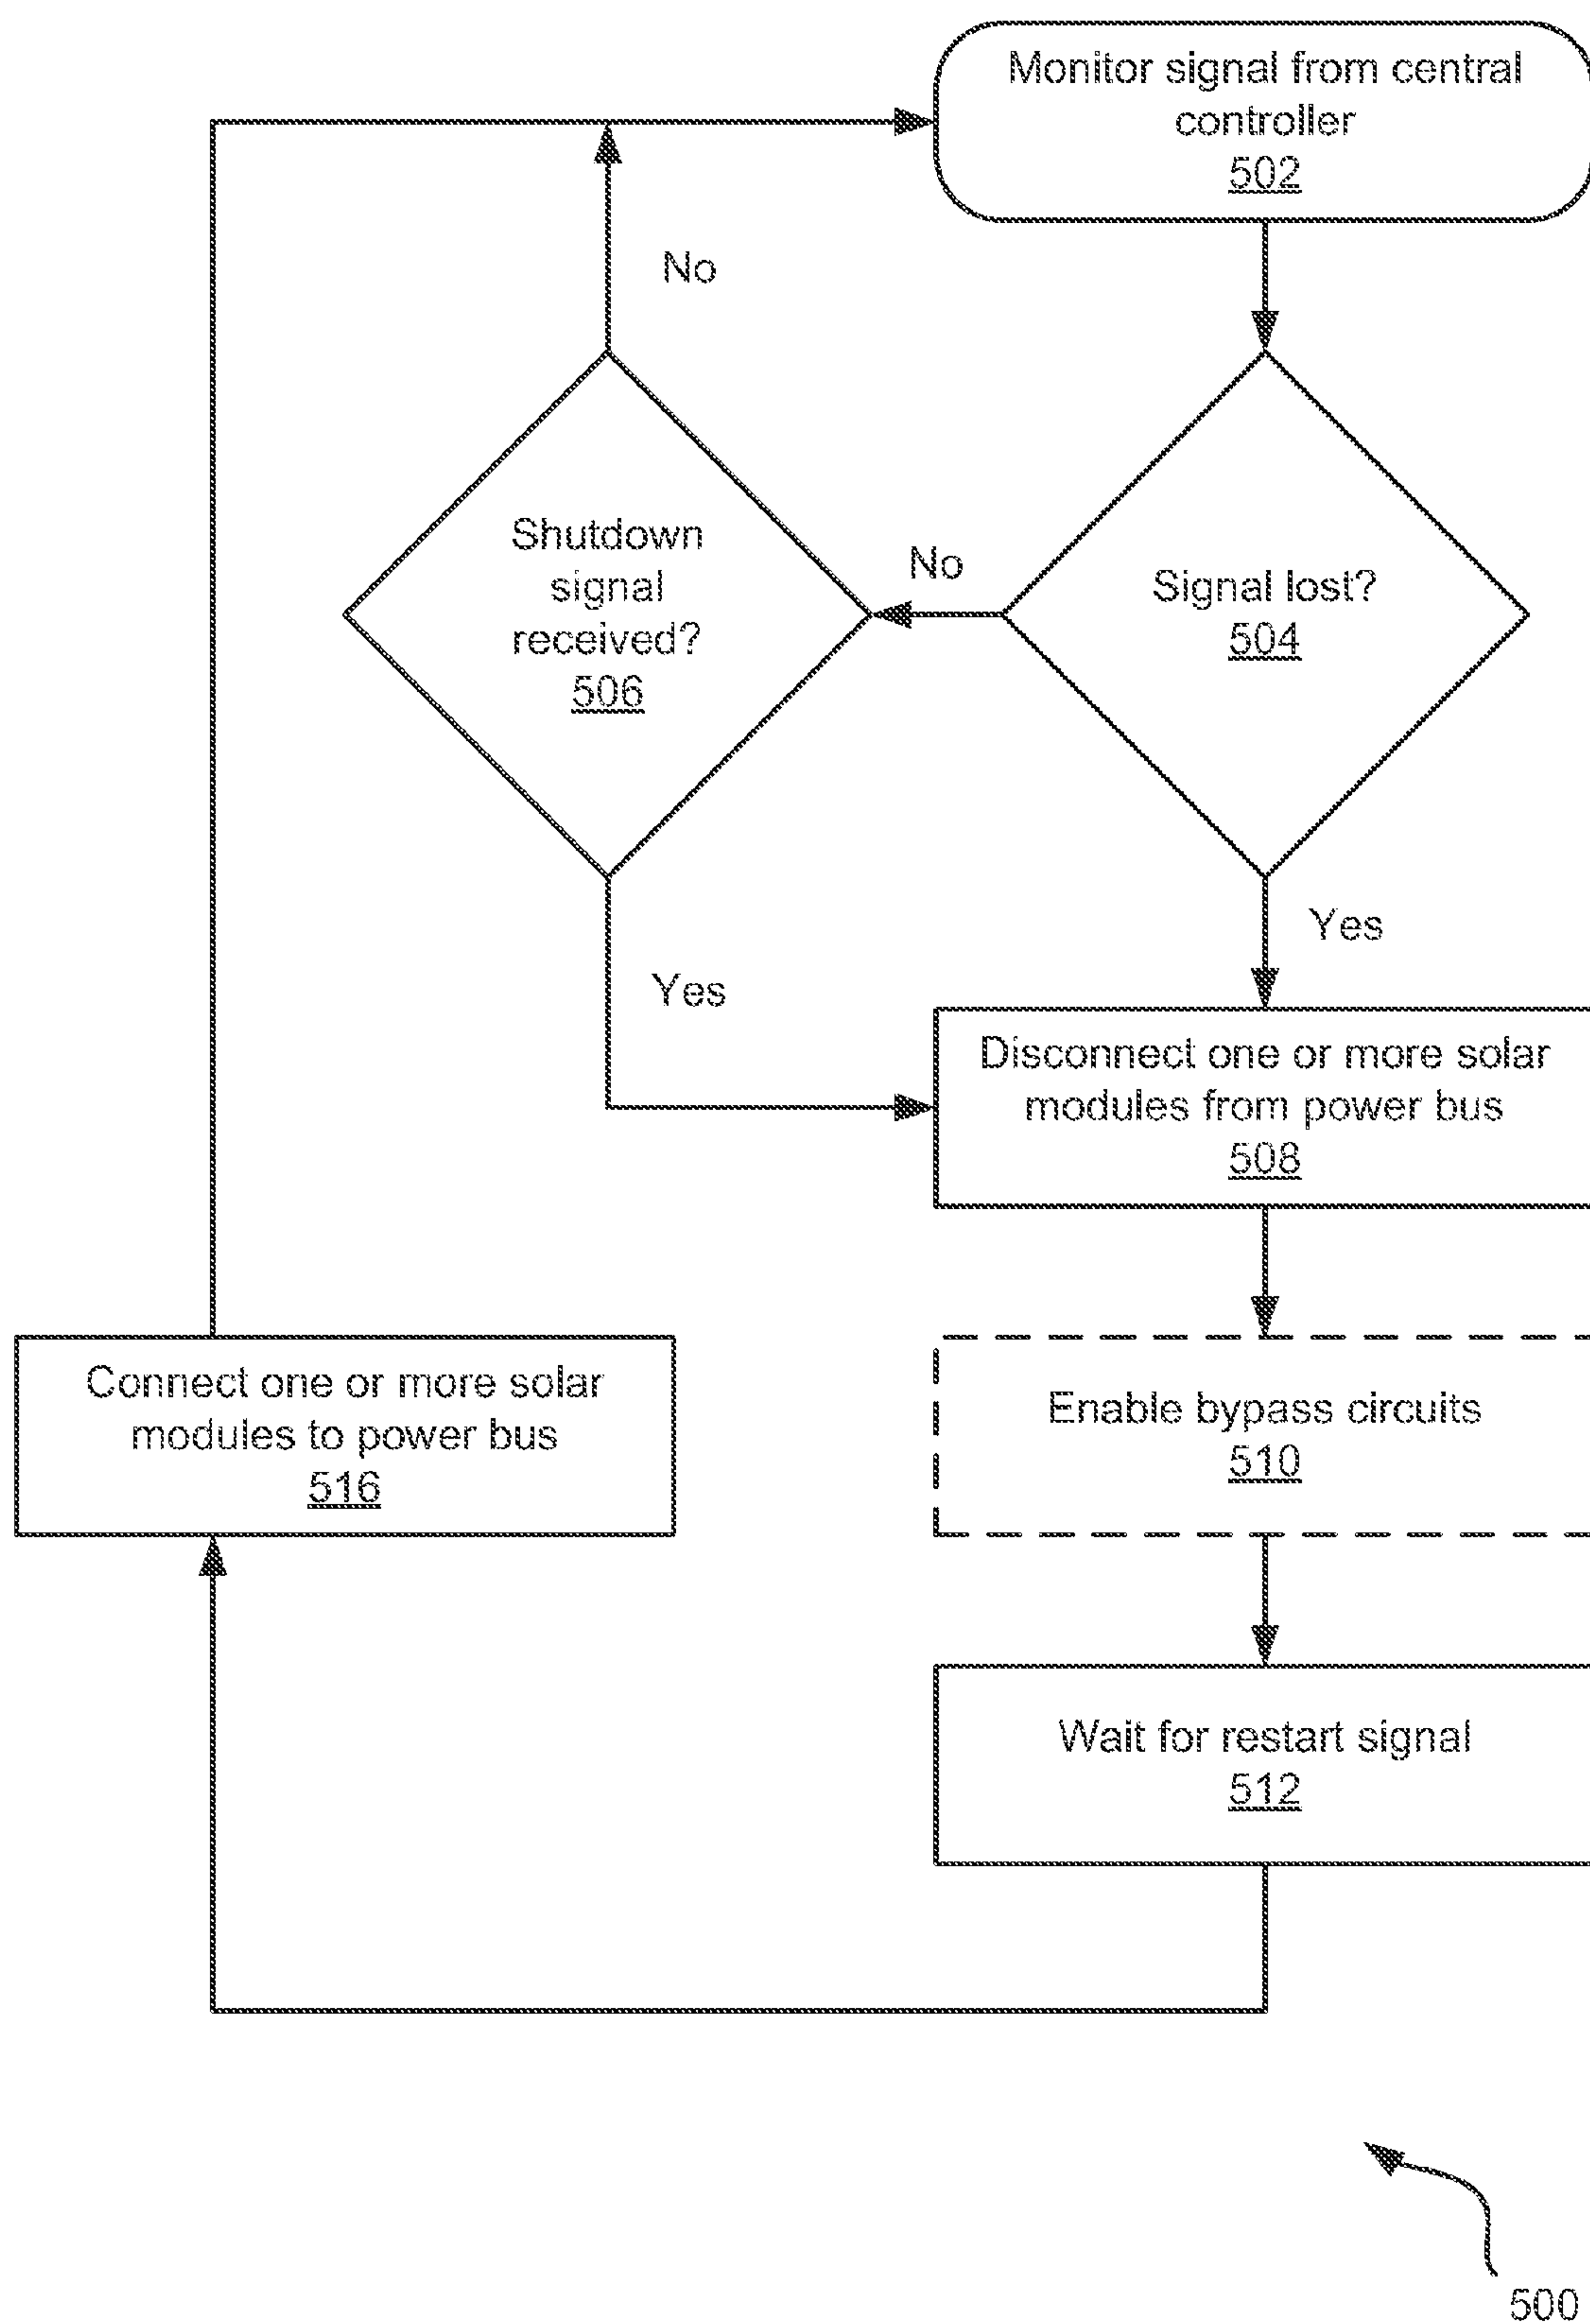 Monitor signal from central
controller
502
No
Shutdown
signal
received?
506
No
Signal lost?
504
Yes
Yes
Disconnect one or more solar
modules from power bus
508
Connect one or more solar
modules to power bus
516
Enable bypass circuits
510
Wait for restart signal
512
500